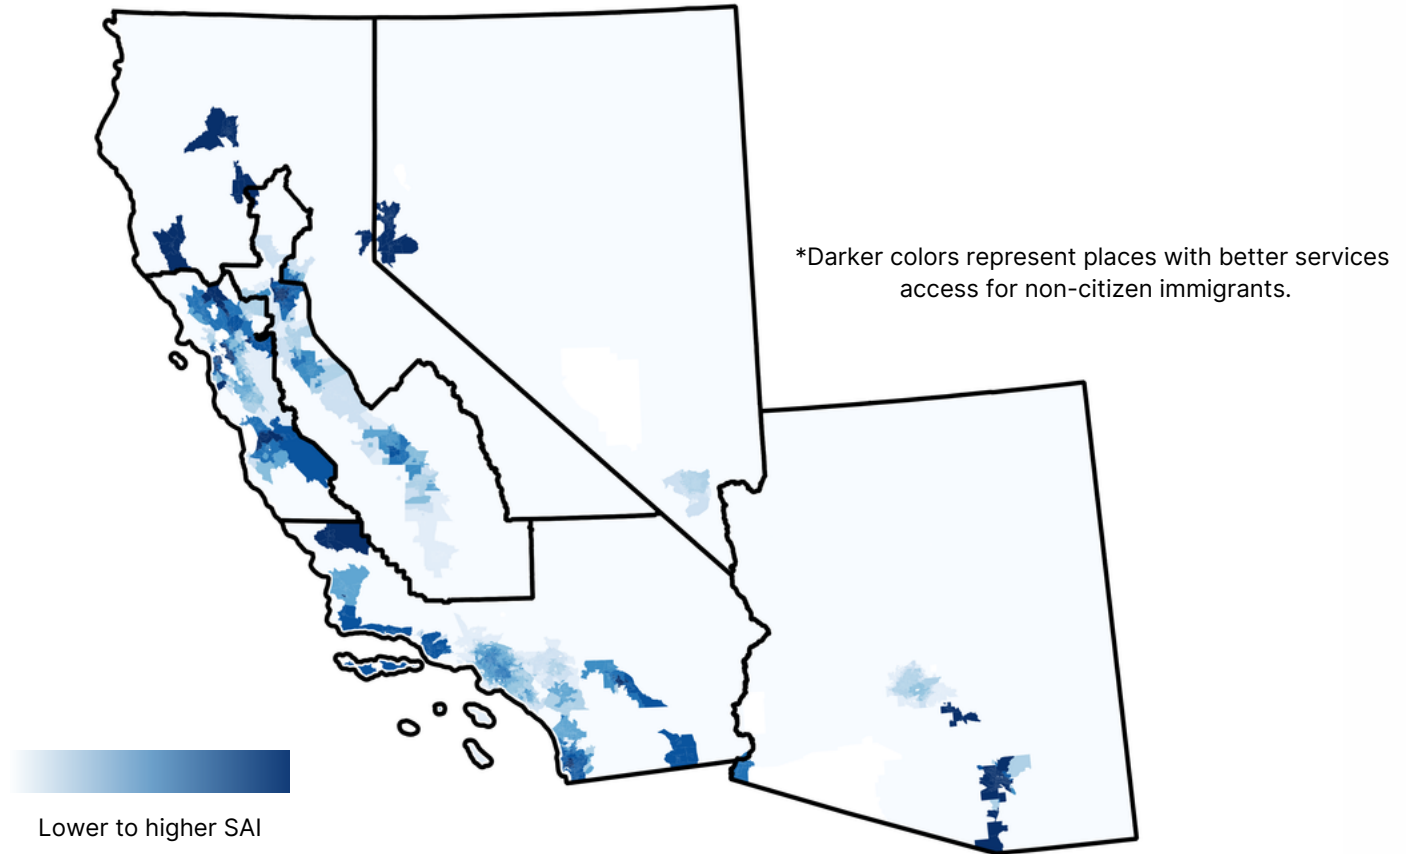 *Darker colors represent places with better services
access for non-citizen immigrants.
Lower to higher SAI